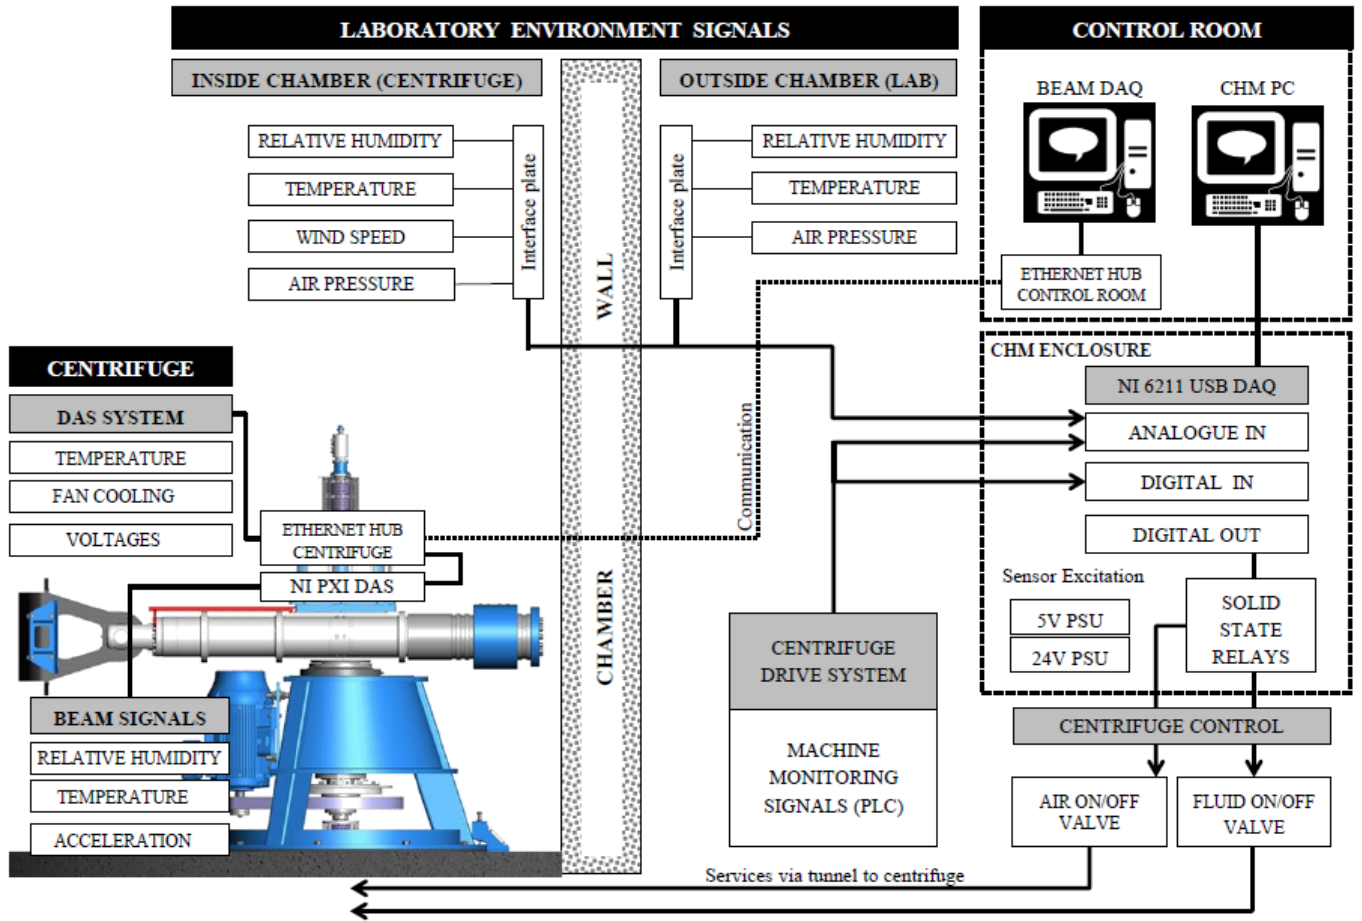 LABORATORY ENVIRONMENT SIGNALS
INSIDE CHAMBER (CENTRIFUGE)
RELATIVE HUMIDITY
TEMPERATURE
WIND SPEED
AIR PRESSURE
Interface plate
CHAMBER WALL
OUTSIDE CHAMBER (LAB)
Interface plate
RELATIVE HUMIDITY
TEMPERATURE
AIR PRESSURE
CONTROL ROOM
BEAM DAQ
CHM PC
ETHERNET HUB
CONTROL ROOM
CHM ENCLOSURE
NI 6211 USB DAQ
ANALOGUE IN
DIGITAL IN
DIGITAL OUT
Sensor Excitation
5V PSU
24V PSU
SOLID
STATE
RELAYS
CENTRIFUGE CONTROL
AIR ON/OFF
VALVE
FLUID ON/OFF
VALVE
Communication
CENTRIFUGE
DRIVE SYSTEM
MACHINE
MONITORING
SIGNALS (PLC)
CENTRIFUGE
DAS SYSTEM
TEMPERATURE
FAN COOLING
VOLTAGES
ETHERNET HUB
CENTRIFUGE
NI PXI DAS
BEAM SIGNALS
RELATIVE HUMIDITY
TEMPERATURE
ACCELERATION
Services via tunnel to centrifuge